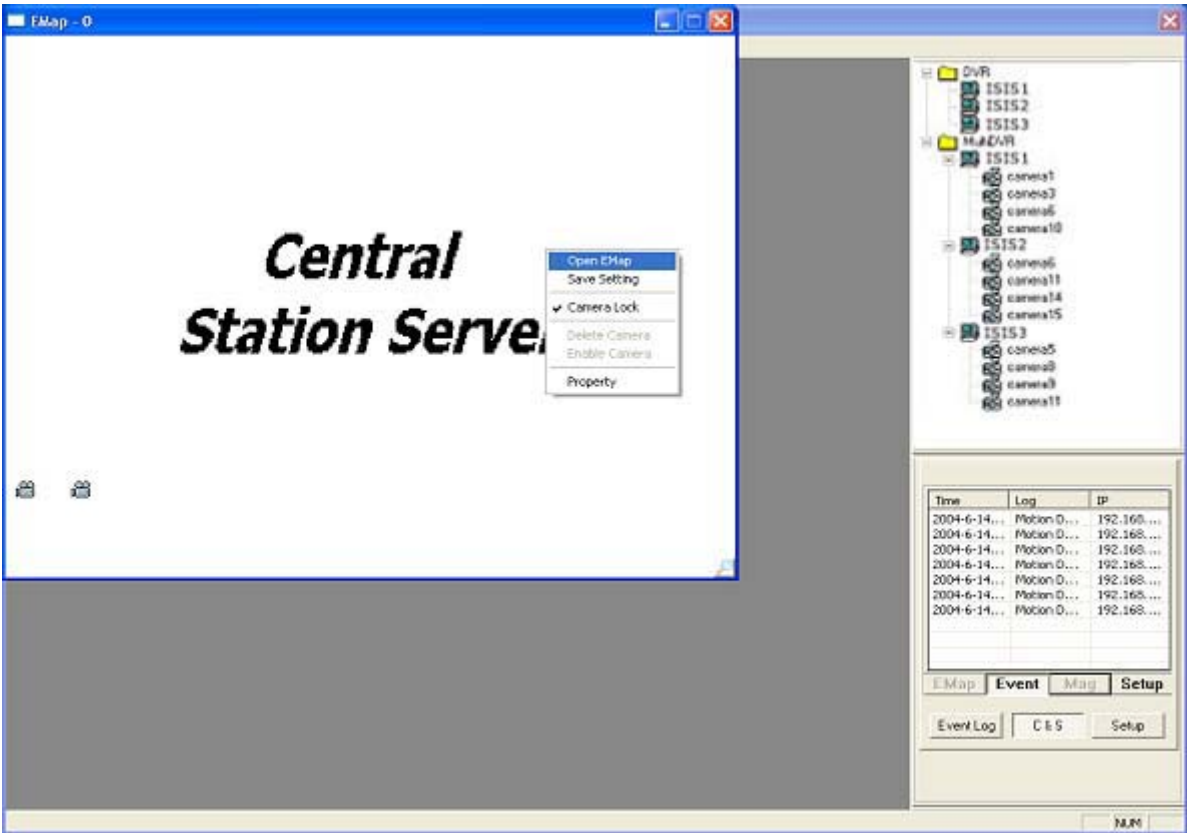 EMap - 0
Central
Station Server
Open EMap
Save Setting
Camera Lock
Delete Camera
Enable Camera
Property
DVR
ISIS1
ISIS2
ISIS3
MultiDVR
ISIS1
camera1
camera3
camera6
camera10
ISIS2
camera6
camera11
camera14
camera15
ISIS3
camera5
camera8
camera9
camera11
Time Log IP
2004-6-14... Motion D... 192.168....
2004-6-14... Motion D... 192.168....
2004-6-14... Motion D... 192.168....
2004-6-14... Motion D... 192.168....
2004-6-14... Motion D... 192.168....
2004-6-14... Motion D... 192.168....
2004-6-14... Motion D... 192.168....
EMap Event Mag Setup
Event Log C & S Setup
NUM